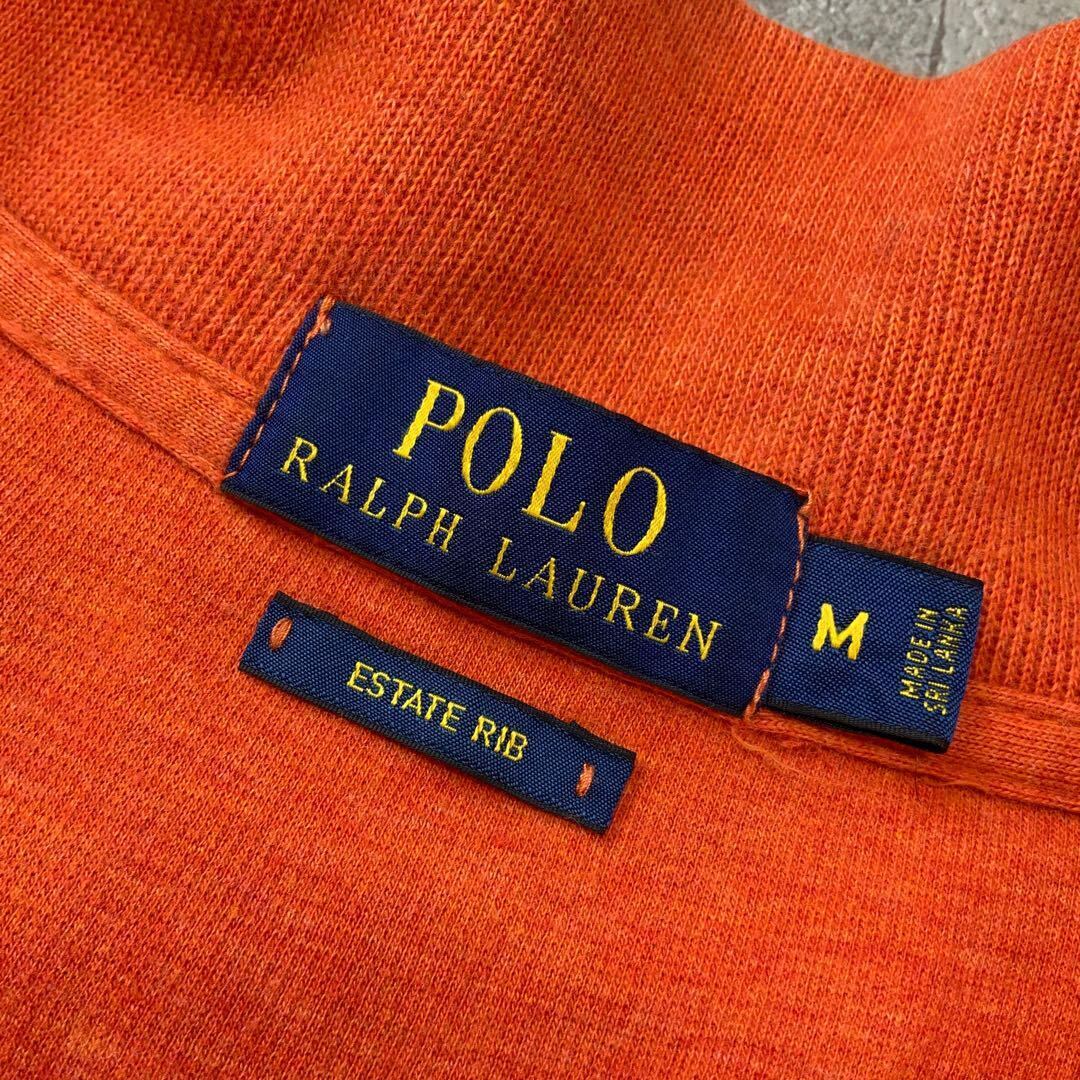 POLO
RALPH LAUREN
M
MADE IN
SRI LANKA
ESTATE RIB